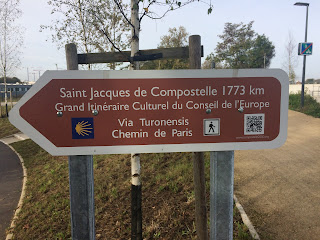 Saint Jacques de Compostelle 1773 km
Grand Itinéraire Culturel du Conseil de l'Europe
Via Turonensis
Chemin de Paris